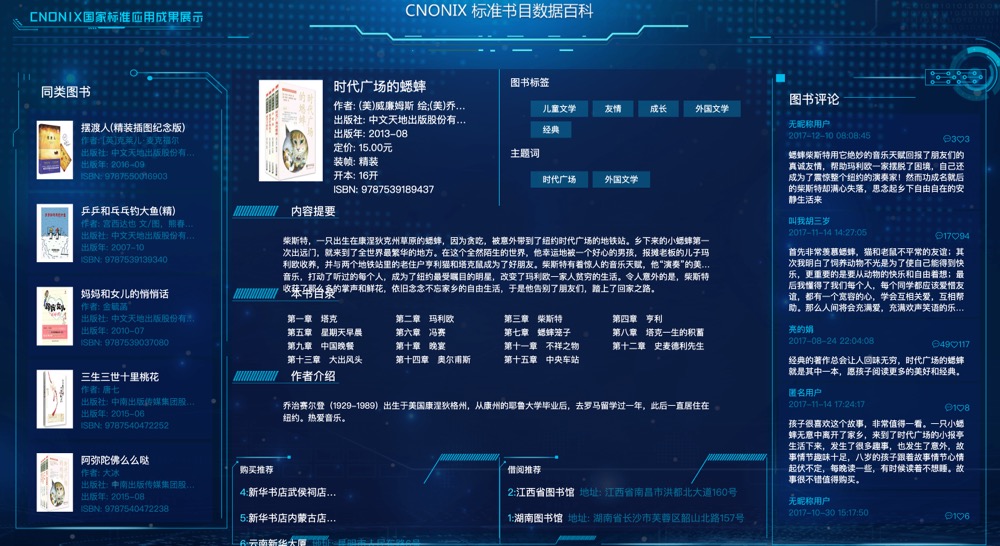 CNONIX国家标准应用成果展示
CNONIX 标准书目数据百科
同类图书
摆渡人(精装插图纪念版)
作者:[英]克莱儿·麦克福尔
出版社: 中文天地出版股份有...
出版年: 2016-09
ISBN: 9787550016903
乒乒和乓乓钓大鱼(精)
作者: 宫西达也 文/图、熊春...
出版社: 中文天地出版股份有...
出版年: 2007-10
ISBN: 9787539139340
妈妈和女儿的悄悄话
作者: 金毓菡
出版社: 中文天地出版股份有...
出版年: 2010-07
ISBN: 9787539037080
三生三世十里桃花
作者: 唐七
出版社: 中南出版传媒集团股...
出版年: 2015-06
ISBN: 9787540472252
阿弥陀佛么么哒
作者: 大冰
出版社: 中南出版传媒集团股...
出版年: 2015-08
ISBN: 9787540472238
时代广场的蟋蟀
作者: (美)威廉姆斯 绘;(美)乔...
出版社: 中文天地出版股份有...
出版年: 2013-08
定价: 15.00元
装帧: 精装
开本: 16开
ISBN: 9787539189437
图书标签
儿童文学 友情 成长 外国文学
经典
主题词
时代广场 外国文学
内容提要
柴斯特，一只出生在康涅狄克州草原的蟋蟀，因为贪吃，被意外带到了纽约时代广场的地铁站。乡下来的小蟋蟀第一
次出远门，就来到了全世界最繁华的地方。在这个全然陌生的世界，他幸运地被一个好心的男孩，报摊老板的儿子玛
利欧收养，并与两个地铁站里的老住户亨利猫和塔克鼠成为了好朋友。柴斯特有着惊人的音乐天赋，他"演奏"的美...
音乐，打动了听过的每个人，成为了纽约最受瞩目的明星，改变了玛利欧一家人贫穷的生活。令人意外的是，柴斯特
收获了那么多的掌声和鲜花，依旧念念不忘家乡的自由生活，于是他告别了朋友们，踏上了回家之路。
本书目录
第一章 塔克 第二章 玛利欧 第三章 柴斯特 第四章 亨利
第五章 星期天早晨 第六章 冯赛 第七章 蟋蟀笼子 第八章 塔克一生的积蓄
第九章 中国晚餐 第十章 晚宴 第十一章 不祥之物 第十二章 史麦德利先生
第十三章 大出风头 第十四章 奥尔甫斯 第十五章 中央车站
作者介绍
乔治赛尔登（1929-1989）出生于美国康涅狄格州，从康州的耶鲁大学毕业后，去罗马留学过一年，此后一直居住在
纽约。热爱音乐。
购买推荐
4:新华书店武侯祠店...
5:新华书店内蒙古店...
6:云南新华大厦
借阅推荐
2:江西省图书馆 地址: 江西省南昌市洪都北大道160号
1:湖南图书馆 地址: 湖南省长沙市芙蓉区韶山北路157号
图书评论
无昵称用户
2017-12-10 08:08:45
3 3
蟋蟀柴斯特用它绝妙的音乐天赋回报了朋友们的
真诚友情，帮助玛利欧一家摆脱了困境，自己还
成为了震惊整个纽约的演奏家！然而功成名就后
的柴斯特却满心失落，思念起乡下自由自在的安
静生活来
叫我胡三岁
2017-11-14 14:27:05
17 94
首先非常羡慕蟋蟀，猫和老鼠不平常的友谊；其
次我明白了饲养动物不光是为了使自己能得到快
乐，更重要的是要从动物的快乐和自由着想；最
后我懂得了我们每个人，每个同学都应该爱惜友
谊，都有一个宽容的心，学会互相关爱，互相帮
助。那么人间将会充满爱，充满欢声笑语的乐...
亮的娟
2017-08-24 22:04:08
49 117
经典的著作总会让人回味无穷，时代广场的蟋蟀
就是其中一本，愿孩子阅读更多的美好和经典。
匿名用户
2017-11-14 17:24:17
1 8
孩子很喜欢这个故事，非常值得一看。一只小蟋
蟀无意中离开了家乡，来到了时代广场的小报亭
生活下来，发生了很多趣事，也发生了意外，故
事情节趣味十足，八岁的孩子跟着故事情节心情
起伏不定，每晚读一些，有时候读着不想睡。故
事很不错值得购买。
无昵称用户
2017-10-30 15:17:50
1 6